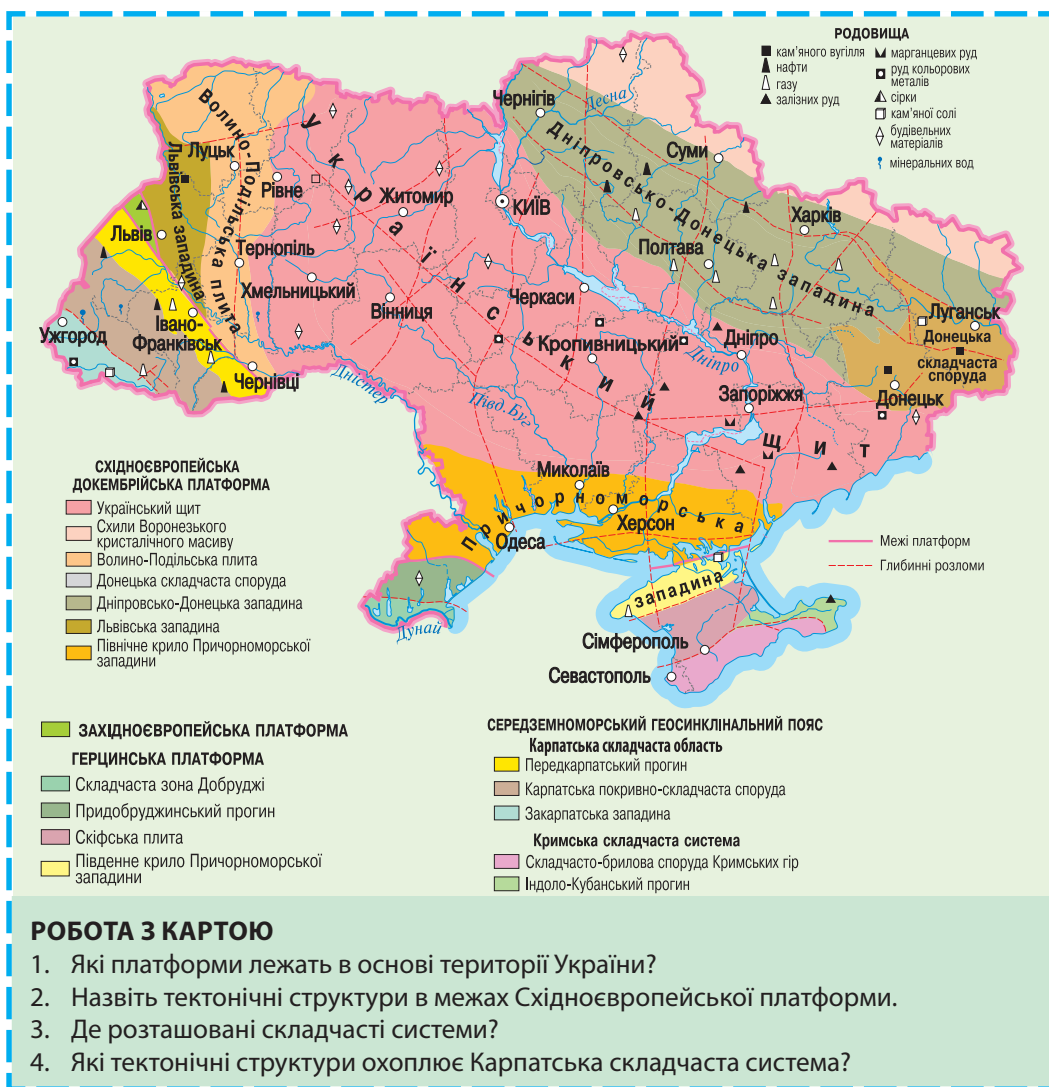 РОДОВИЩА
кам'яного вугілля
нафти
газу
залізних руд
марганцевих руд
руд кольорових
металів
сірки
кам'яної солі
будівельних
матеріалів
мінеральних вод
Чернігів
Десна
Волино-Подільська плита
Український щит
Дніпровсько-Донецька западина
Суми
Луцьк
Рівне
Житомир
КИЇВ
Харків
Львівська западина
Львів
Тернопіль
Полтава
Хмельницький
Вінниця
Черкаси
Луганськ
Ужгород
Івано-
Франківськ
Кропивницький
Дніпро
Дніпро
Донецька
складчаста
споруда
Чернівці
Дністер
Півд. Буг
Запоріжжя
Донецьк
Миколаїв
Причорноморська
Херсон
Одеса
западина
Дунай
Сімферополь
Севастополь
Межі платформ
Глибинні розломи
СХІДНОЄВРОПЕЙСЬКА
ДОКЕМБРІЙСЬКА ПЛАТФОРМА
Український щит
Схили Воронезького
кристалічного масиву
Волино-Подільська плита
Донецька складчаста споруда
Дніпровсько-Донецька западина
Львівська западина
Північне крило Причорноморської
западини
ЗАХІДНОЄВРОПЕЙСЬКА ПЛАТФОРМА
ГЕРЦИНСЬКА ПЛАТФОРМА
Складчаста зона Добруджі
Придобруджинський прогин
Скіфська плита
Південне крило Причорноморської
западини
СЕРЕДЗЕМНОМОРСЬКИЙ ГЕОСИНКЛІНАЛЬНИЙ ПОЯС
Карпатська складчаста область
Передкарпатський прогин
Карпатська покривно-складчаста споруда
Закарпатська западина
Кримська складчаста система
Складчасто-брилова споруда Кримських гір
Індоло-Кубанський прогин
РОБОТА З КАРТОЮ
1. Які платформи лежать в основі території України?
2. Назвіть тектонічні структури в межах Східноєвропейської платформи.
3. Де розташовані складчасті системи?
4. Які тектонічні структури охоплює Карпатська складчаста система?